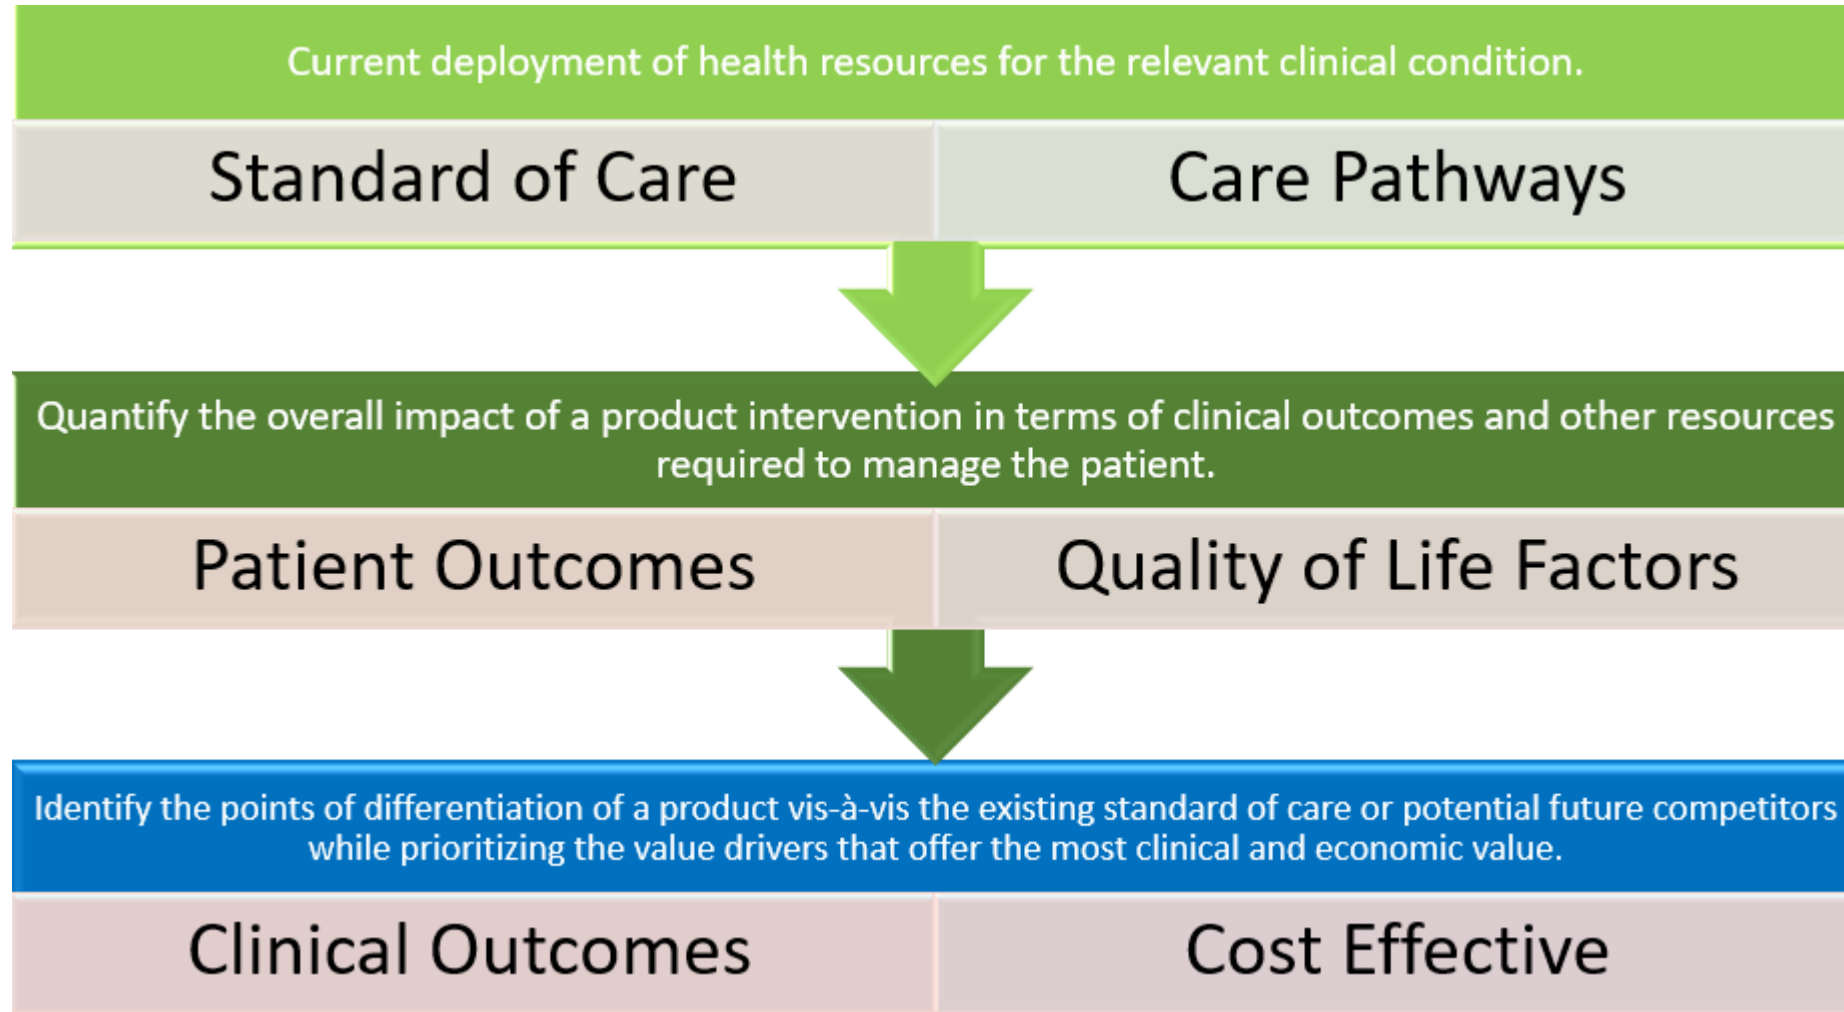 Current deployment of health resources for the relevant clinical condition.
Standard of Care
Care Pathways
Quantify the overall impact of a product intervention in terms of clinical outcomes and other resources
required to manage the patient.
Patient Outcomes
Quality of Life Factors
Identify the points of differentiation of a product vis-à-vis the existing standard of care or potential future competitors
while prioritizing the value drivers that offer the most clinical and economic value.
Clinical Outcomes
Cost Effective